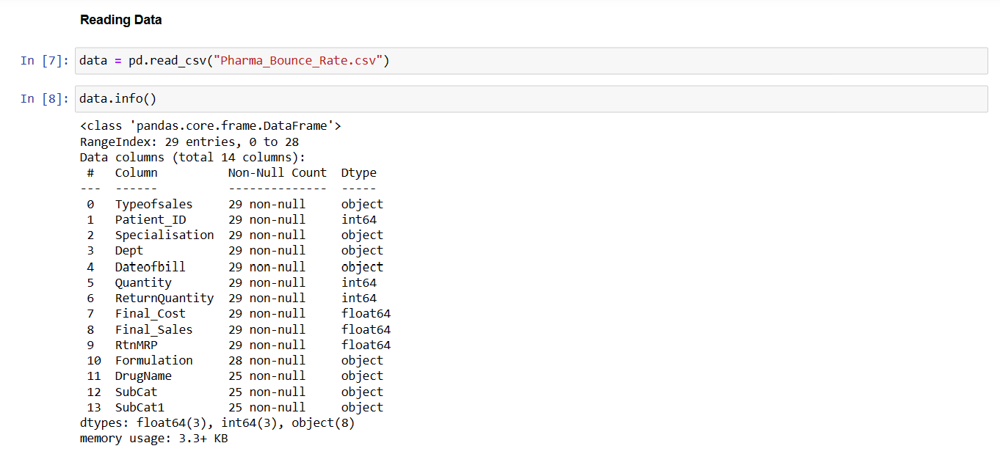 Reading Data
In [7]: data = pd.read_csv("Pharma_Bounce_Rate.csv")
In [8]: data.info()
<class 'pandas.core.frame.DataFrame'>
RangeIndex: 29 entries, 0 to 28
Data columns (total 14 columns):
 #   Column          Non-Null Count  Dtype
---  ------          --------------  -----
 0   Typeofsales     29 non-null     object
 1   Patient_ID      29 non-null     int64
 2   Specialisation  29 non-null     object
 3   Dept            29 non-null     object
 4   Dateofbill      29 non-null     object
 5   Quantity        29 non-null     int64
 6   ReturnQuantity  29 non-null     int64
 7   Final_Cost      29 non-null     float64
 8   Final_Sales     29 non-null     float64
 9   RtnMRP          29 non-null     float64
 10  Formulation     28 non-null     object
 11  DrugName        25 non-null     object
 12  SubCat          25 non-null     object
 13  SubCat1         25 non-null     object
dtypes: float64(3), int64(3), object(8)
memory usage: 3.3+ KB